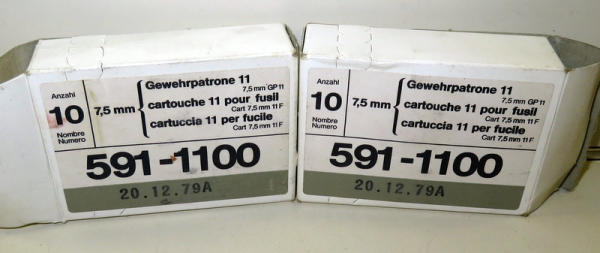 Anzahl
10
Nombre
Numero
7,5 mm
Gewehrpatrone 11
7,5 mm GP 11
cartouche 11 pour fusil
Cart 7,5 mm 11 F
cartuccia 11 per fucile
Cart 7,5 mm 11 F
591-1100
20.12.79A
Anzahl
10
Nombre
Numero
7,5 mm
Gewehrpatrone 11
7,5 mm GP 11
cartouche 11 pour fusil
Cart 7,5 mm 11 F
cartuccia 11 per fucile
Cart 7,5 mm 11 F
591-1100
20.12.79A